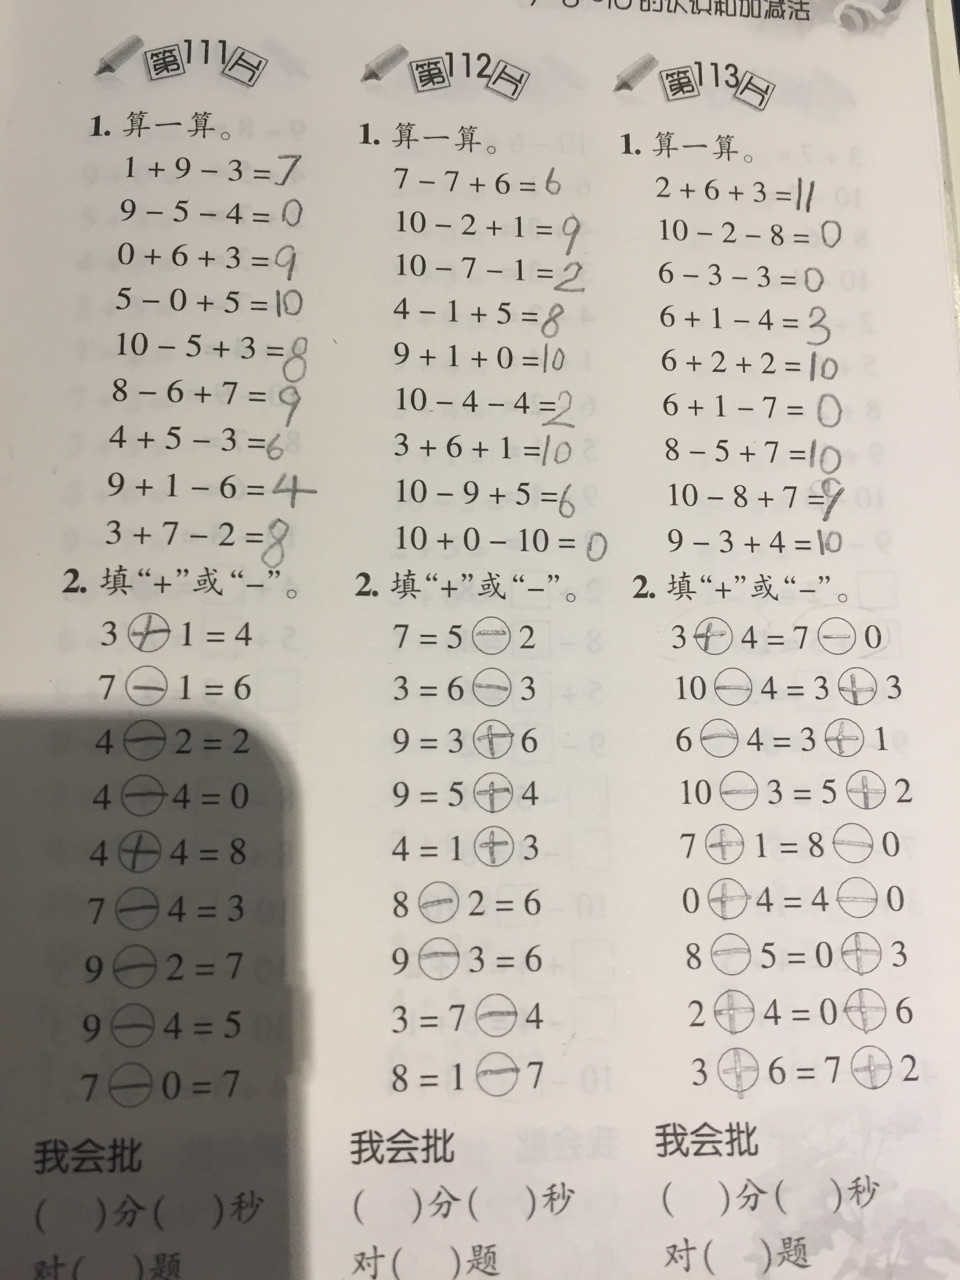 的认识和加减法
第111工
1. 算一算。
1+9-3=7
9-5-4=0
0+6+3=9
5-0+5=10
10-5+3=8
8-6+7=9
4+5-3=6
9+1-6=4
3+7-2=8
2. 填“+”或“-”。
3+1=4
7-1=6
4-2=2
4-4=0
4+4=8
7-4=3
9-2=7
9-4=5
7-0=7
我会批
( )分( )秒
对( )题
第112工
1. 算一算。
7-7+6=6
10-2+1=9
10-7-1=2
4-1+5=8
9+1+0=10
10-4-4=2
3+6+1=10
10-9+5=6
10+0-10=0
2. 填“+”或“-”。
7=5-2
3=6-3
9=3+6
9=5+4
4=1+3
8-2=6
9-3=6
3=7-4
8=1-7
我会批
( )分( )秒
对( )题
第113工
1. 算一算。
2+6+3=11
10-2-8=0
6-3-3=0
6+1-4=3
6+2+2=10
6+1-7=0
8-5+7=10
10-8+7=9
9-3+4=10
2. 填“+”或“-”。
3+4=7-0
10-4=3+3
6-4=3+1
10-3=5+2
7+1=8-0
0+4=4-0
8-5=0+3
2+4=0+6
3+6=7+2
我会批
( )分( )秒
对( )题